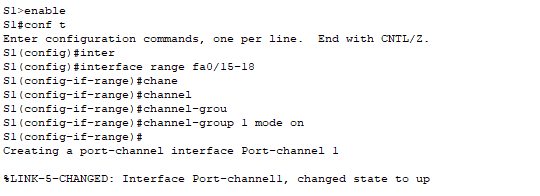 S1>enable
S1#conf t
Enter configuration commands, one per line.  End with CNTL/Z.
S1(config)#inter
S1(config)#interface range fa0/15-18
S1(config-if-range)#chane
S1(config-if-range)#channel
S1(config-if-range)#channel-grou
S1(config-if-range)#channel-group 1 mode on
S1(config-if-range)#
Creating a port-channel interface Port-channel 1
%LINK-5-CHANGED: Interface Port-channel1, changed state to up